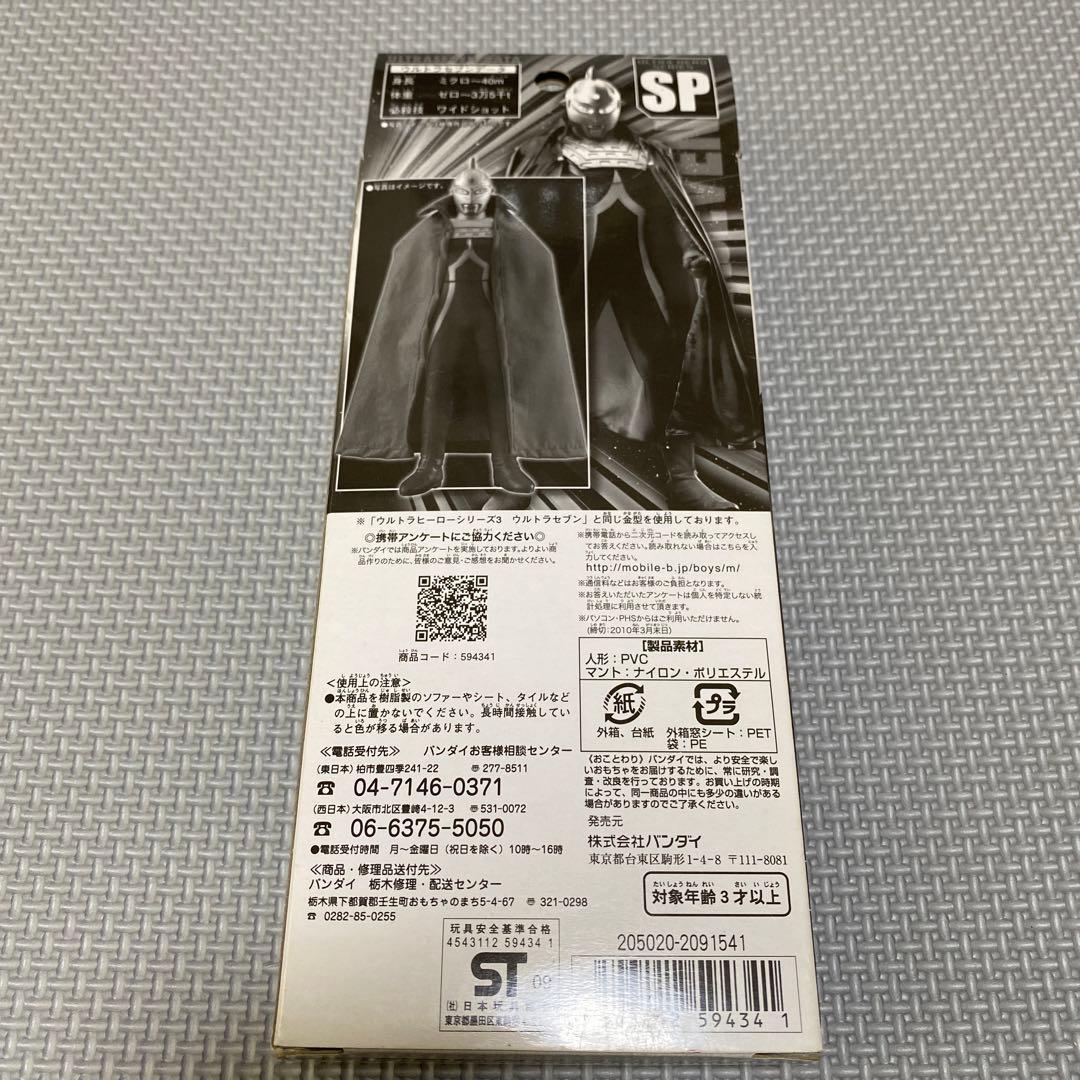 ウルトラセブンデータ
身長 ミクロ〜40m
体重 ゼロ〜3万5千t
必殺技 ワイドショット
SP
●写真はイメージです。
※「ウルトラヒーローシリーズ3 ウルトラセブン」と同じ金型を使用しております。
◎携帯アンケートにご協力ください◎
※バンダイでは商品アンケートを実施しております。よりよい商
品作りのために、皆様のご意見・ご感想をお聞かせください。
商品コード：594341
※携帯電話から二次元コードを読み取ってアクセス
してお答えください。読み取れない場合はこちらを入
力してください。
http://mobile-b.jp/boys/m/
※通信料などはお客様のご負担となります。
※お答えいただいたアンケートは個人を特定しない統
計処理に利用させて頂きます。
※パソコン・PHSからはご利用いただけません。
(締切:2010年3月末日)
【製品素材】
人形：PVC
マント：ナイロン・ポリエステル
紙
プラ
外箱、台紙
外箱窓シート：PET
袋：PE
<使用上の注意>
●本商品を樹脂製のソファーやシート、タイルなど
の上に置かないでください。長時間接触してい
ると色が移る場合があります。
≪電話受付先≫ バンダイお客様相談センター
(東日本) 柏市豊四季241-22 〒277-8511
☎ 04-7146-0371
(西日本) 大阪市北区豊崎4-12-3 〒531-0072
☎ 06-6375-5050
●電話受付時間 月〜金曜日(祝日を除く)10時〜16時
≪商品・修理品送付先≫
バンダイ 栃木修理・配送センター
栃木県下都賀郡壬生町おもちゃのまち5-4-67 〒321-0298
☎ 0282-85-0255
《おことわり》バンダイでは、より安全で楽し
いおもちゃをお届けするために、常に研究・調
査・改良を行っております。お買い上げの時期
によって、同一商品の中にも多少の違いがある
場合がありますのでご了承ください。
発売元
株式会社バンダイ
東京都台東区駒形1-4-8 〒111-8081
対象年齢3才以上
玩具安全基準合格
4543112 59434 1
ST 09
(社)日本玩具
東京都墨田区東
205020-2091541
59434 1